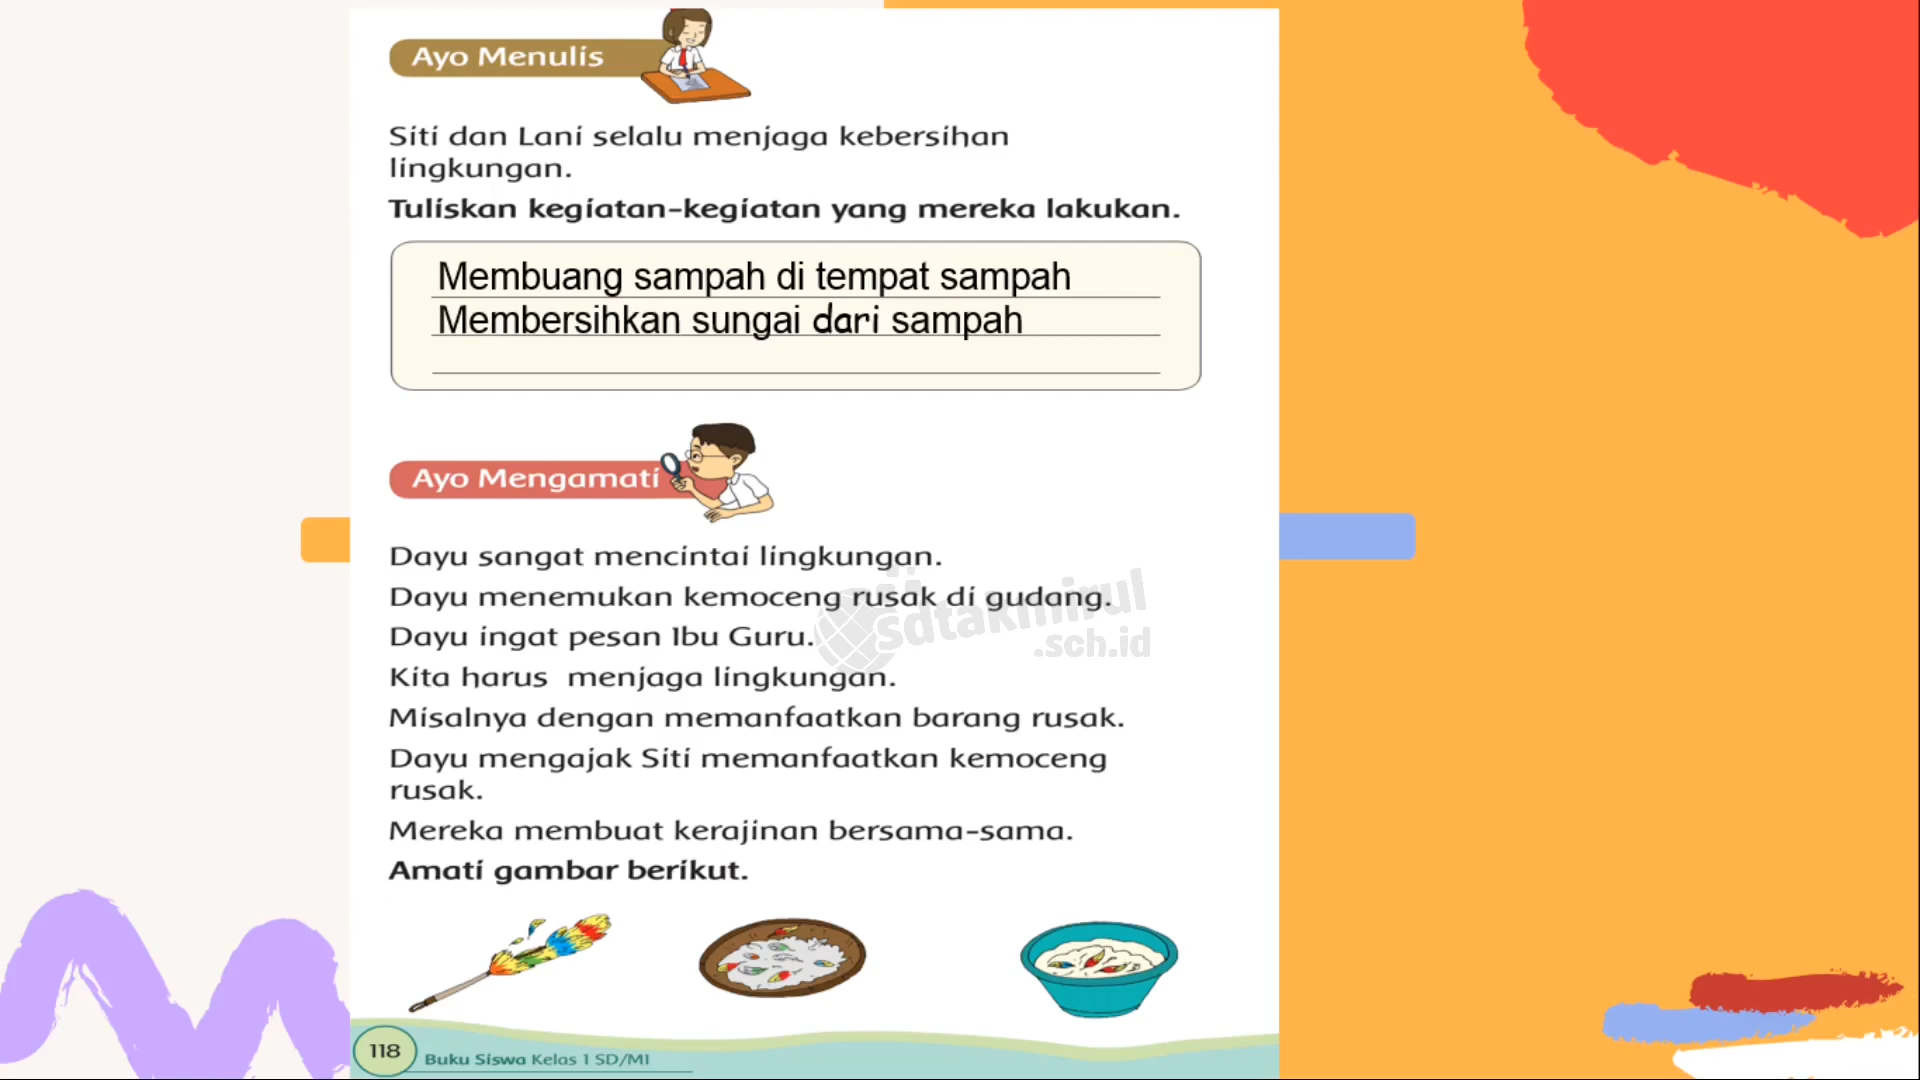 Ayo Menulis
Siti dan Lani selalu menjaga kebersihan
lingkungan.
Tuliskan kegiatan-kegiatan yang mereka lakukan.
Membuang sampah di tempat sampah
Membersihkan sungai dari sampah
Ayo Mengamati
Dayu sangat mencintai lingkungan.
Dayu menemukan kemoceng rusak di gudang.
Dayu ingat pesan Ibu Guru.
Kita harus menjaga lingkungan.
Misalnya dengan memanfaatkan barang rusak.
Dayu mengajak Siti memanfaatkan kemoceng
rusak.
Mereka membuat kerajinan bersama-sama.
Amati gambar berikut.
sdtakmirul
.sch.id
118
Buku Siswa Kelas 1 SD/MI